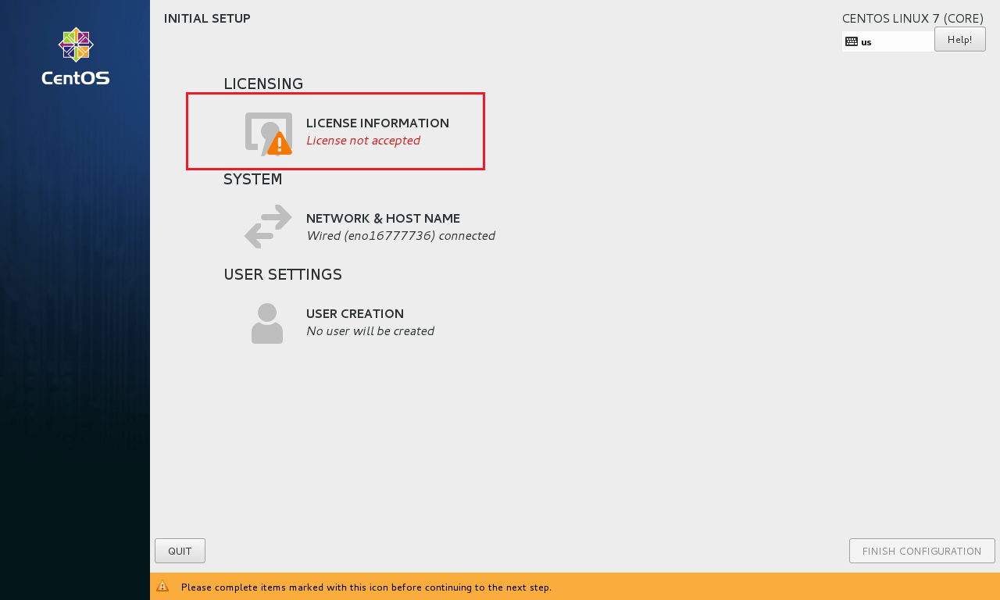 CentOS
INITIAL SETUP
CENTOS LINUX 7 (CORE)
us
Help!
LICENSING
LICENSE INFORMATION
License not accepted
SYSTEM
NETWORK & HOST NAME
Wired (eno16777736) connected
USER SETTINGS
USER CREATION
No user will be created
QUIT
FINISH CONFIGURATION
Please complete items marked with this icon before continuing to the next step.